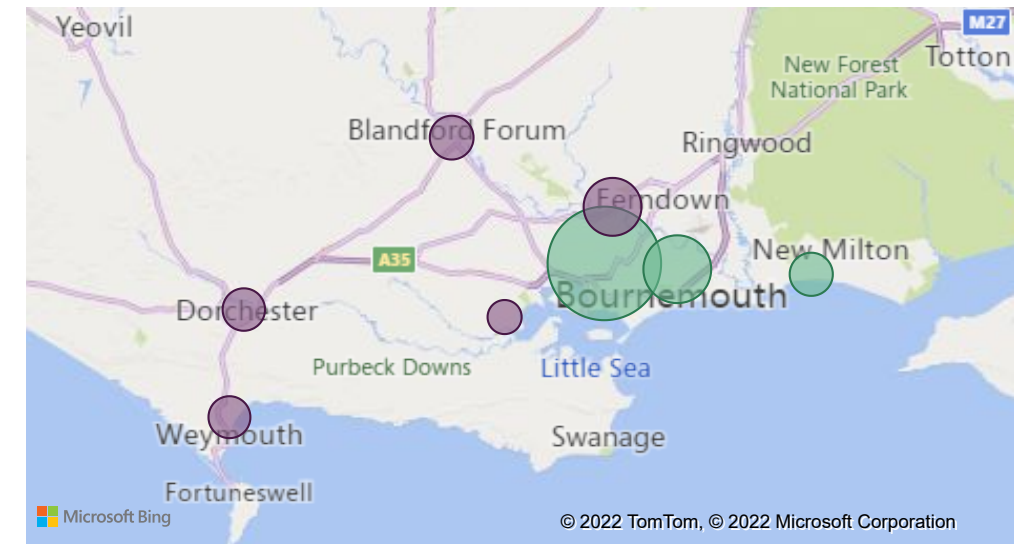 Yeovil
M27
Totton
New Forest
National Park
Blandford Forum
Ringwood
Ferndown
New Milton
A35
Bournemouth
Dorchester
Purbeck Downs
Little Sea
Weymouth
Swanage
Fortuneswell
Microsoft Bing
© 2022 TomTom, © 2022 Microsoft Corporation